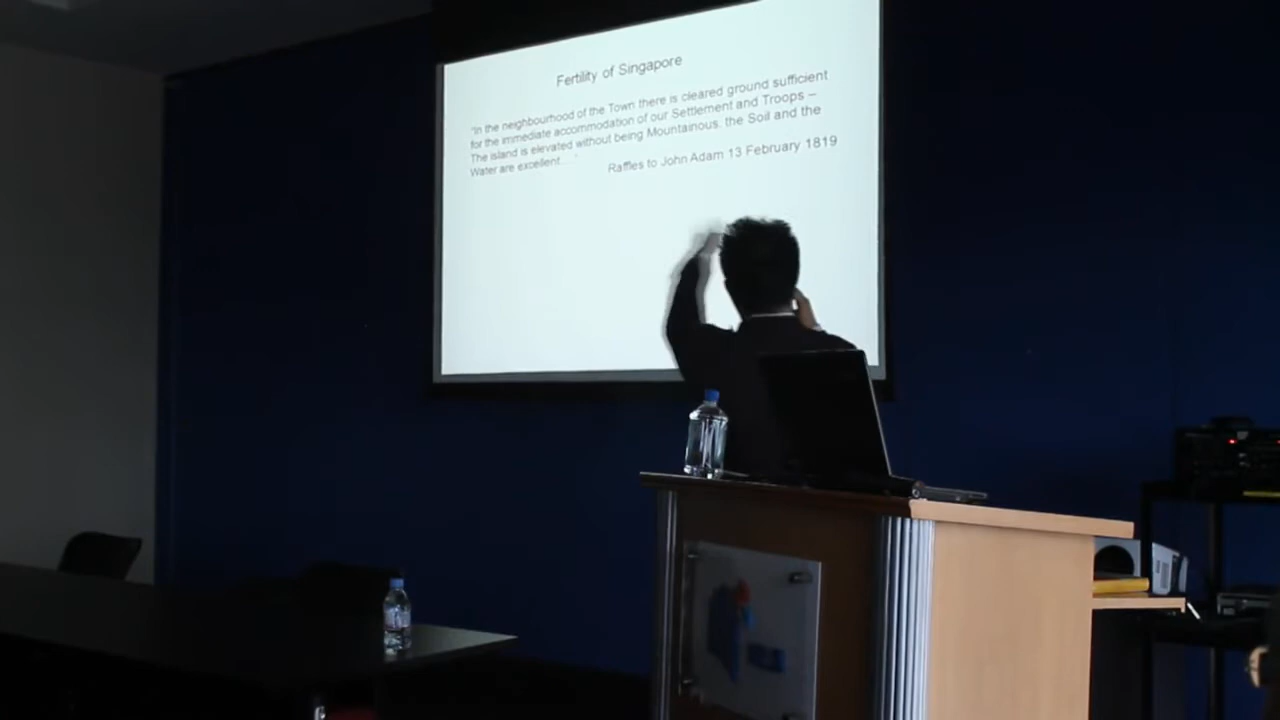 Fertility of Singapore
"In the neighbourhood of the Town there is cleared ground sufficient
for the immediate accommodation of our Settlement and Troops –
The island is elevated without being Mountainous, the Soil and the
Water are excellent....."
Raffles to John Adam 13 February 1819